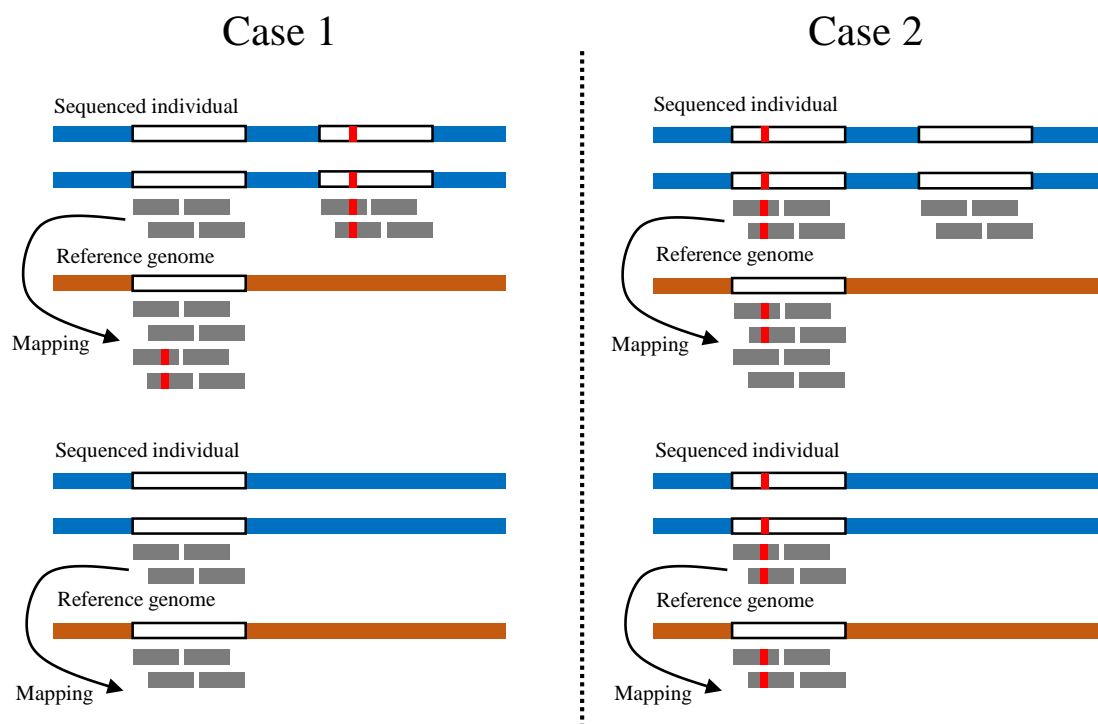 Case 1
Sequenced individual
Reference genome
Mapping
Sequenced individual
Reference genome
Mapping
Case 2
Sequenced individual
Reference genome
Mapping
Sequenced individual
Reference genome
Mapping